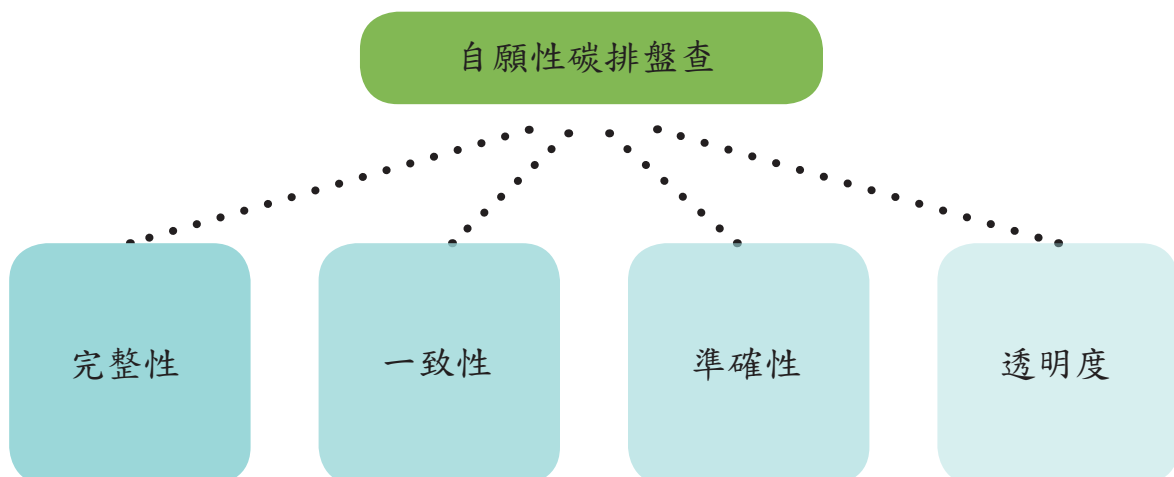 自願性碳排盤查
完整性
一致性
準確性
透明度